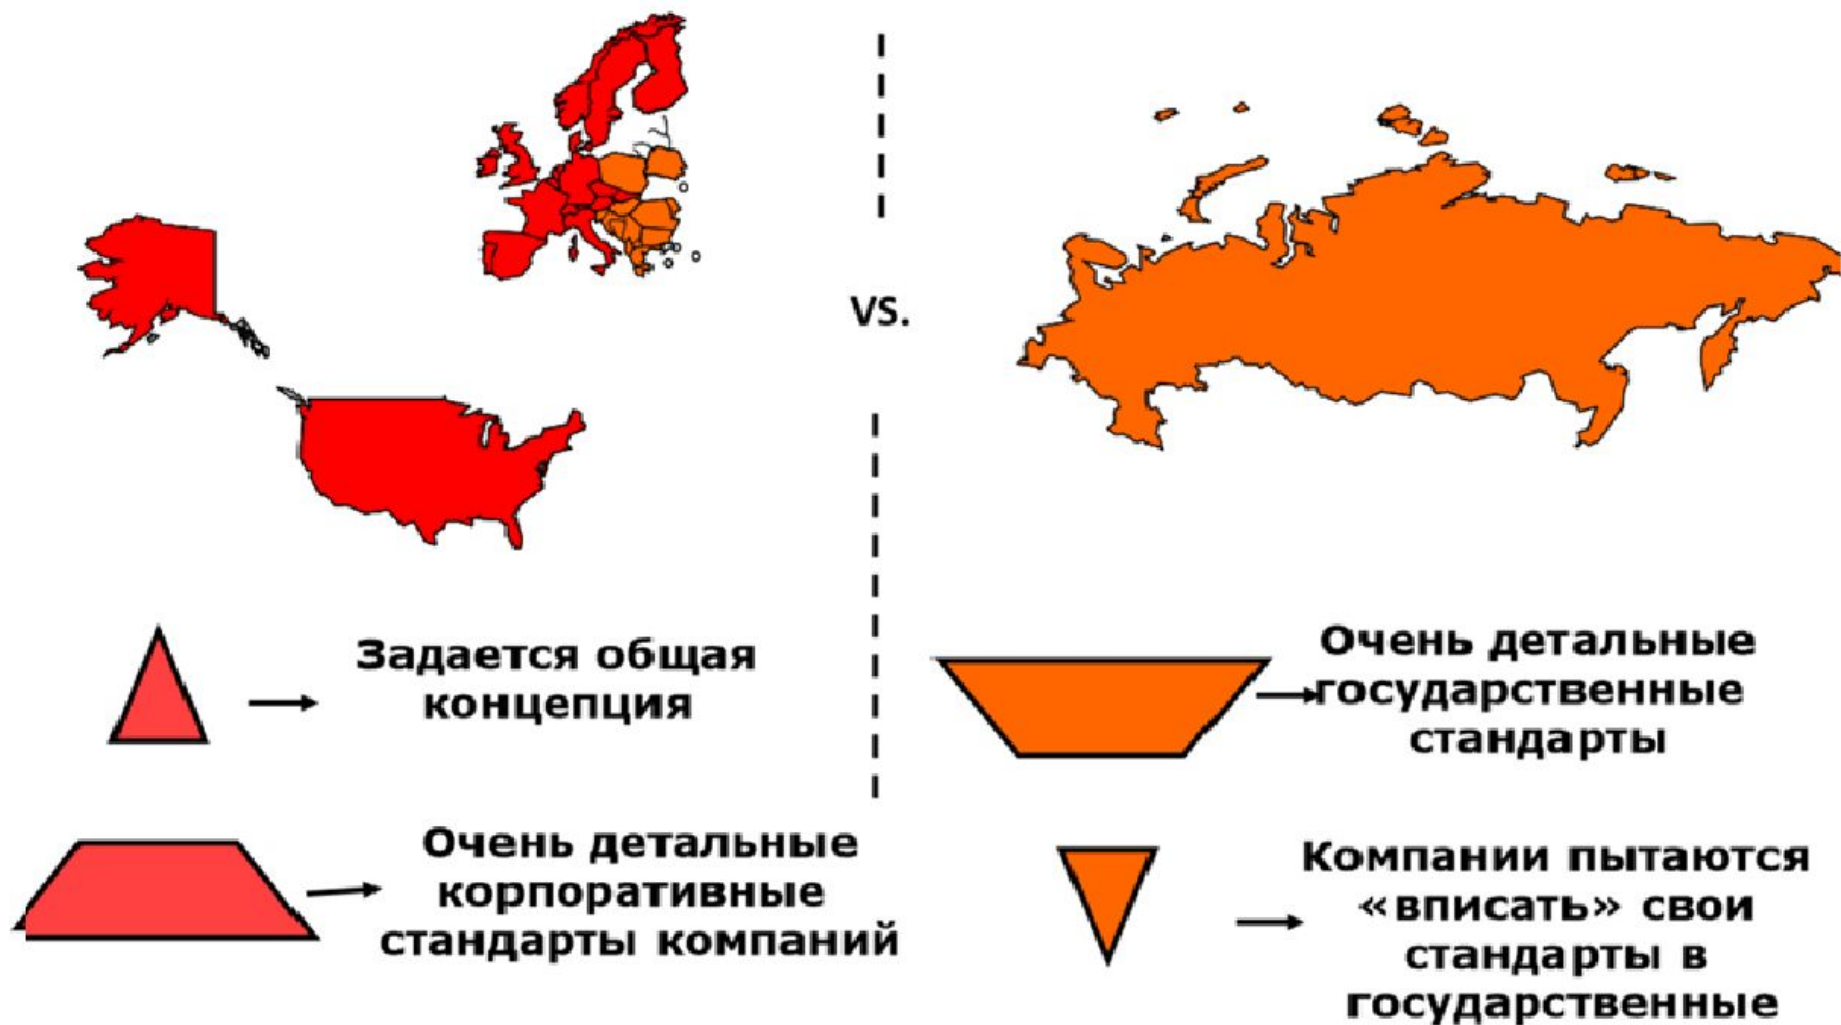 VS.
Задается общая
концепция
Очень детальные
корпоративные
стандарты компаний
Очень детальные
государственные
стандарты
Компании пытаются
«вписать» свои
стандарты в
государственные